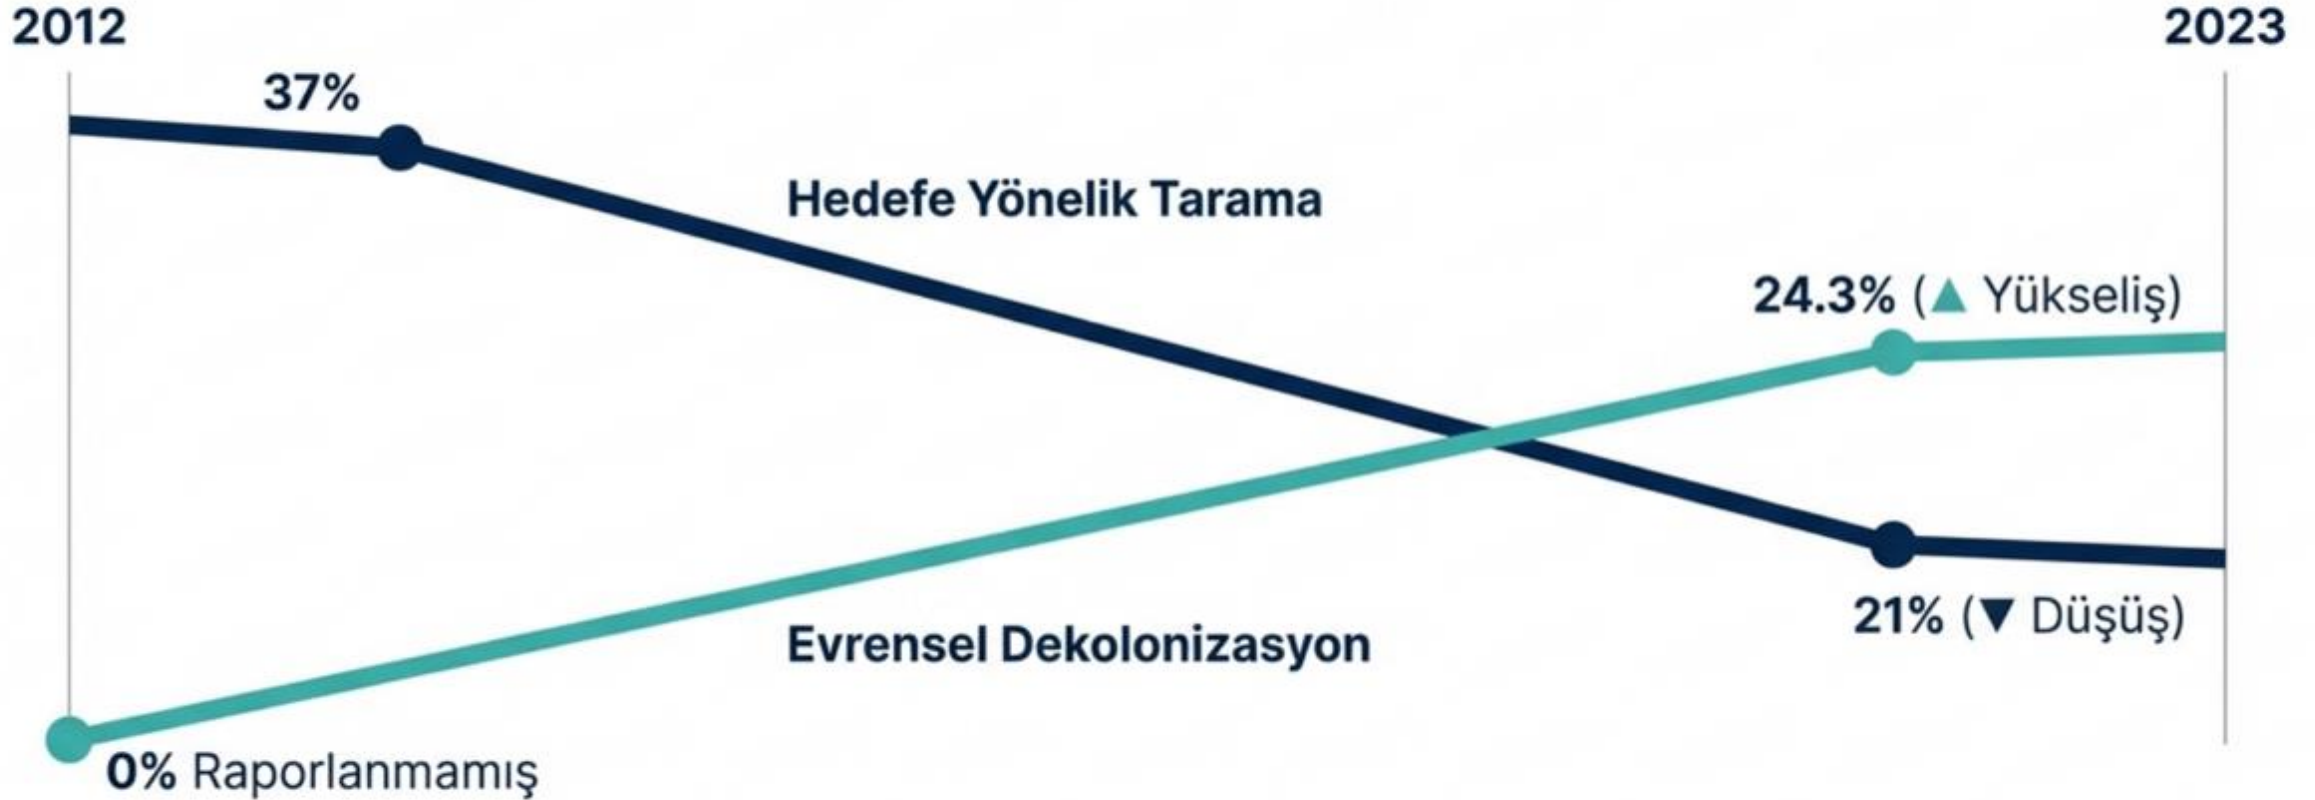 2012
2023
37%
Hedefe Yönelik Tarama
24.3% (▲ Yükseliş)
21% (▼ Düşüş)
Evrensel Dekolonizasyon
0% Raporlanmamış